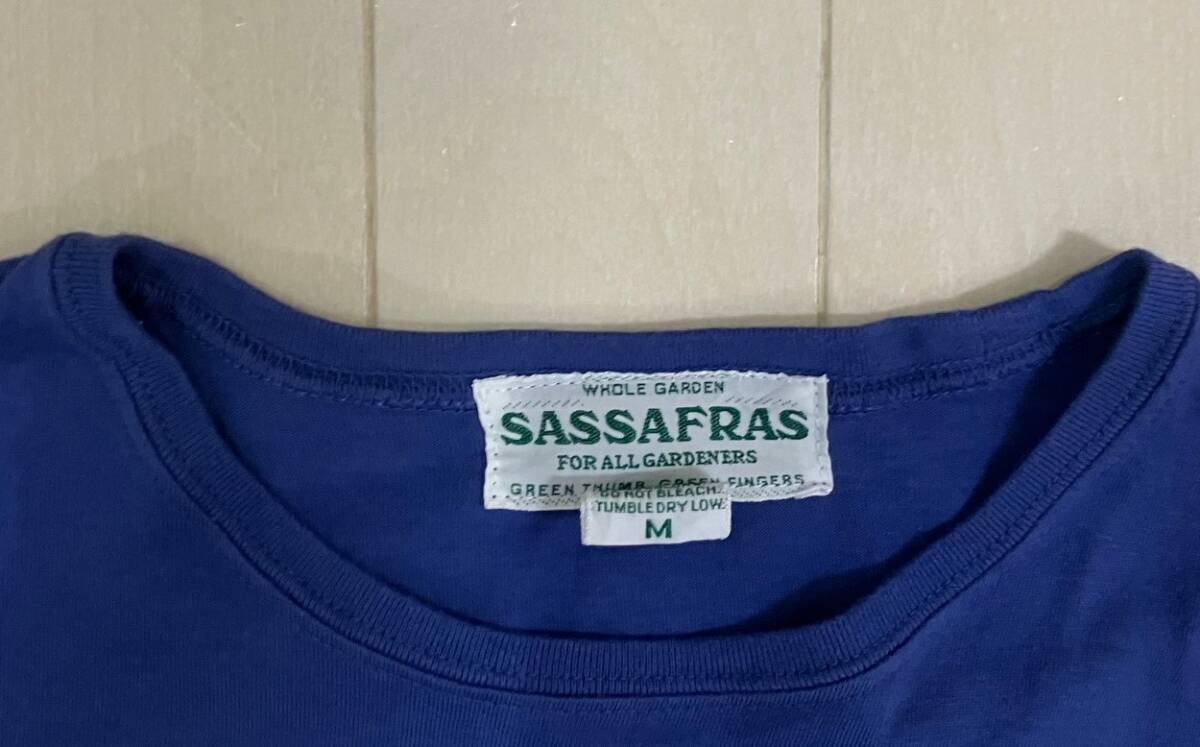 WHOLE GARDEN
SASSAFRAS
FOR ALL GARDENERS
GREEN THUMB GREEN FINGERS
DO NOT BLEACH.
TUMBLE DRY LOW.
M